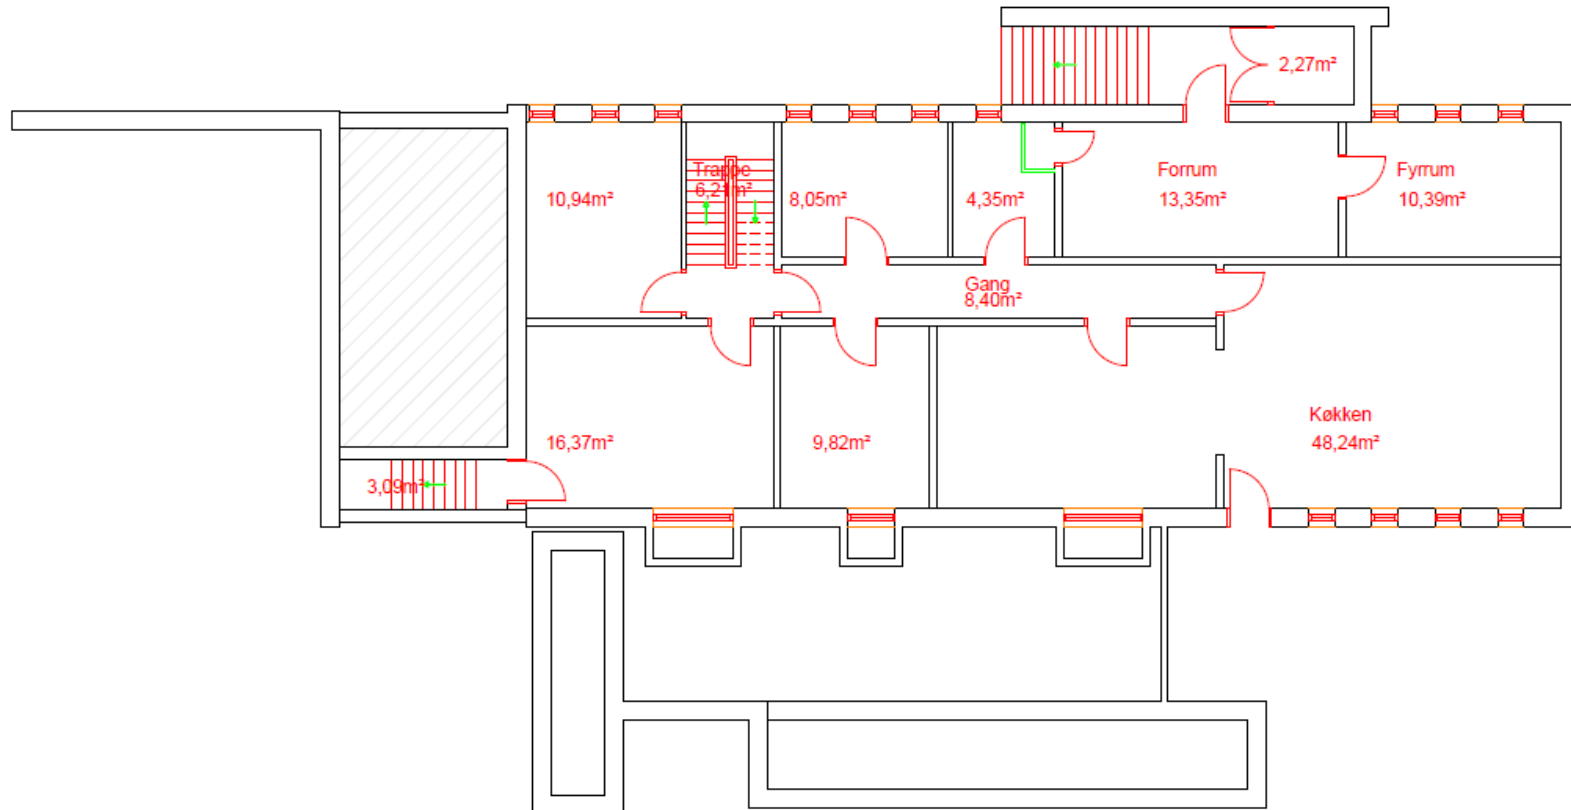 2,27m²
Trappe
6,21m²
10,94m²
8,05m²
4,35m²
Forrum
13,35m²
Fyrrum
10,39m²
Gang
8,40m²
Køkken
48,24m²
16,37m²
9,82m²
3,09m²